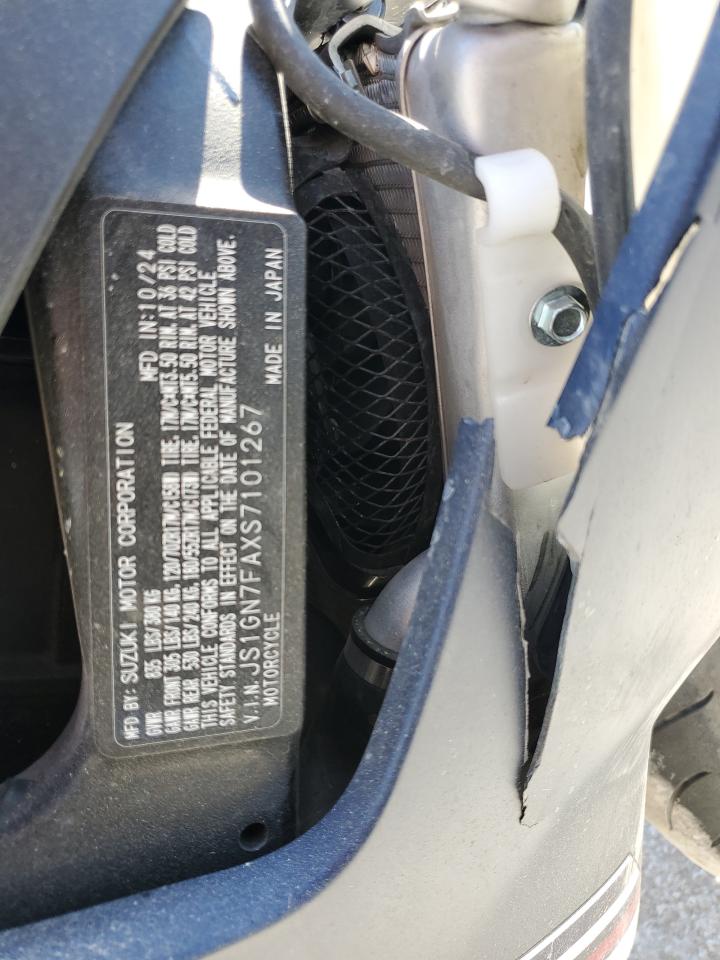 MFD BY: SUZUKI MOTOR CORPORATION MFD IN:10/24
GVWR 835 LBS/380 KG
GAWR FRONT 305 LBS/140 KG, 120/70ZR17M/C(58W) TIRE, 17M/CxMT3.50 RIM, AT 36 PSI COLD
GAWR REAR 530 LBS/240 KG, 180/55ZR17M/C(73W) TIRE, 17M/CxMT5.50 RIM, AT 42 PSI COLD
THIS VEHICLE CONFORMS TO ALL APPLICABLE FEDERAL MOTOR VEHICLE
SAFETY STANDARDS IN EFFECT ON THE DATE OF MANUFACTURE SHOWN ABOVE.
V.I.N. JS1GN7FAXS7101267
MOTORCYCLE MADE IN JAPAN